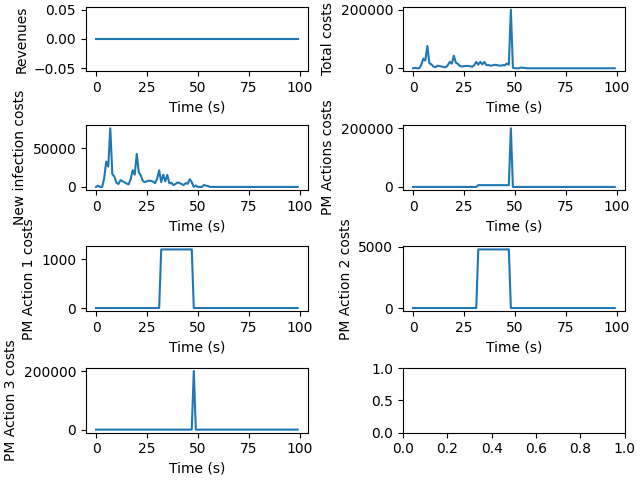 Revenues
0.05
0.00
−0.05
0 25 50 75 100
Time (s)
Total costs
200000
0
0 25 50 75 100
Time (s)
New infection costs
50000
0
0 25 50 75 100
Time (s)
PM Actions costs
200000
0
0 25 50 75 100
Time (s)
PM Action 1 costs
1000
0
0 25 50 75 100
Time (s)
PM Action 2 costs
5000
0
0 25 50 75 100
Time (s)
PM Action 3 costs
200000
0
0 25 50 75 100
Time (s)
1.0
0.5
0.0
0.0 0.2 0.4 0.6 0.8 1.0